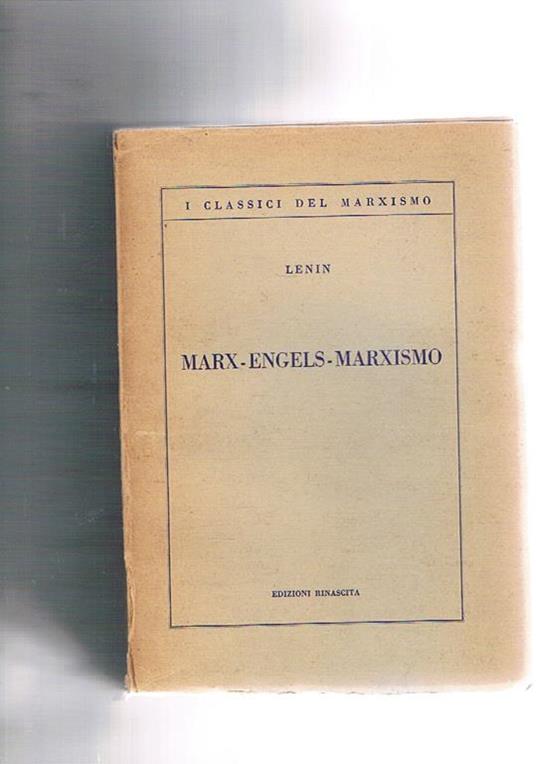 I CLASSICI DEL MARXISMO
LENIN
MARX-ENGELS-MARXISMO
EDIZIONI RINASCITA